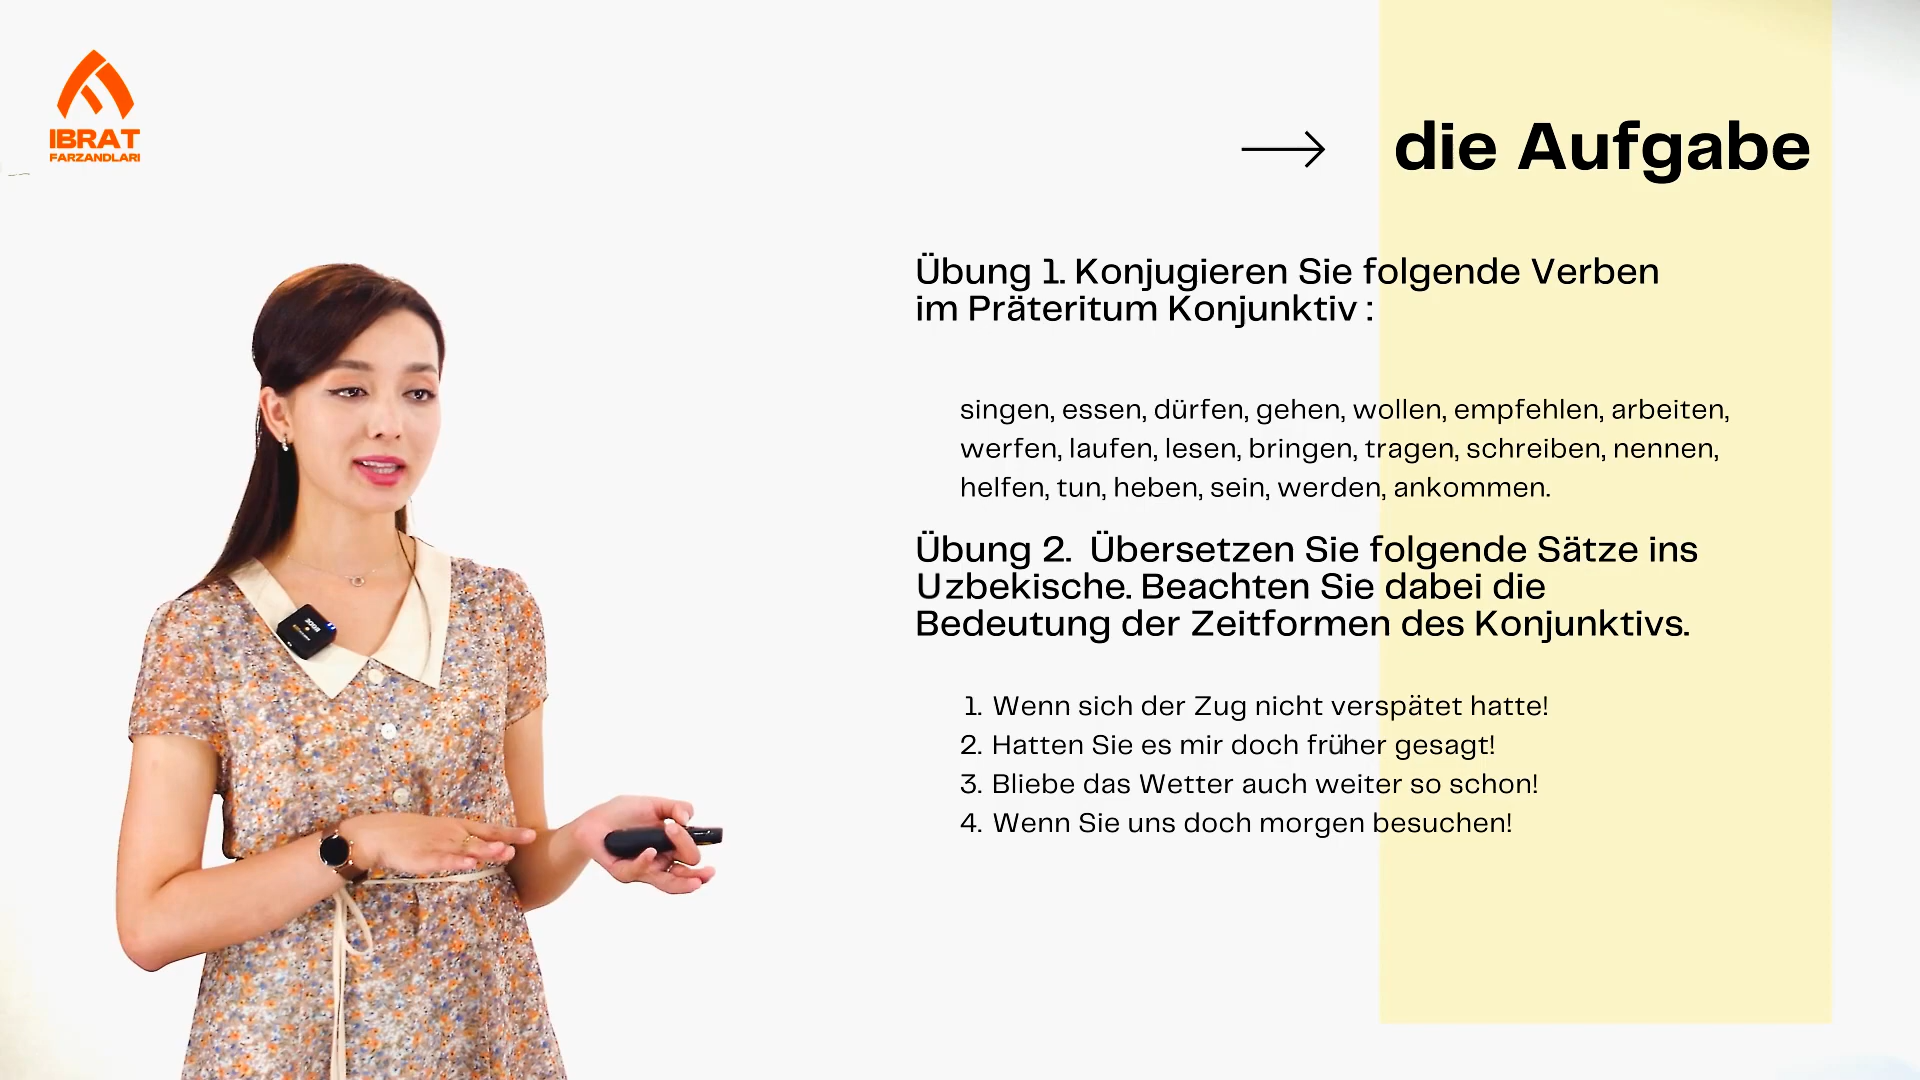 IBRAT
FARZANDLARI
die Aufgabe
Übung 1. Konjugieren Sie folgende Verben
im Präteritum Konjunktiv :
singen, essen, dürfen, gehen, wollen, empfehlen, arbeiten,
werfen, laufen, lesen, bringen, tragen, schreiben, nennen,
helfen, tun, heben, sein, werden, ankommen.
Übung 2. Übersetzen Sie folgende Sätze ins
Uzbekische. Beachten Sie dabei die
Bedeutung der Zeitformen des Konjunktivs.
1. Wenn sich der Zug nicht verspätet hatte!
2. Hatten Sie es mir doch früher gesagt!
3. Bliebe das Wetter auch weiter so schon!
4. Wenn Sie uns doch morgen besuchen!